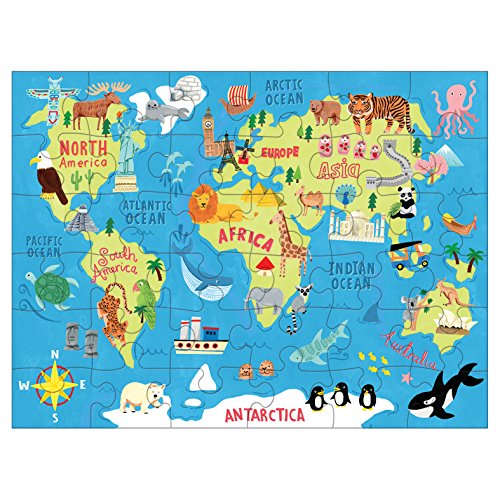 ARCTIC
OCEAN
NORTH
America
EUROPE
Asia
ATLANTIC
OCEAN
AFRICA
PACIFIC
OCEAN
South
America
INDIAN
OCEAN
Australia
N
W E
S
ANTARCTICA